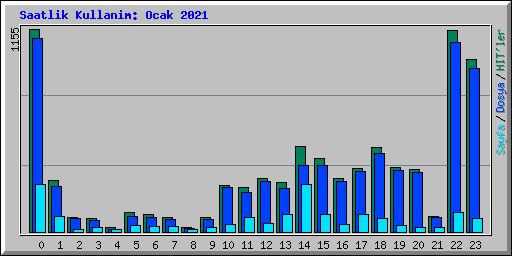 Saatlik Kullanim: Ocak 2021
1155
0 1 2 3 4 5 6 7 8 9 10 11 12 13 14 15 16 17 18 19 20 21 22 23
Sayfa / Dosya / HIT'ler